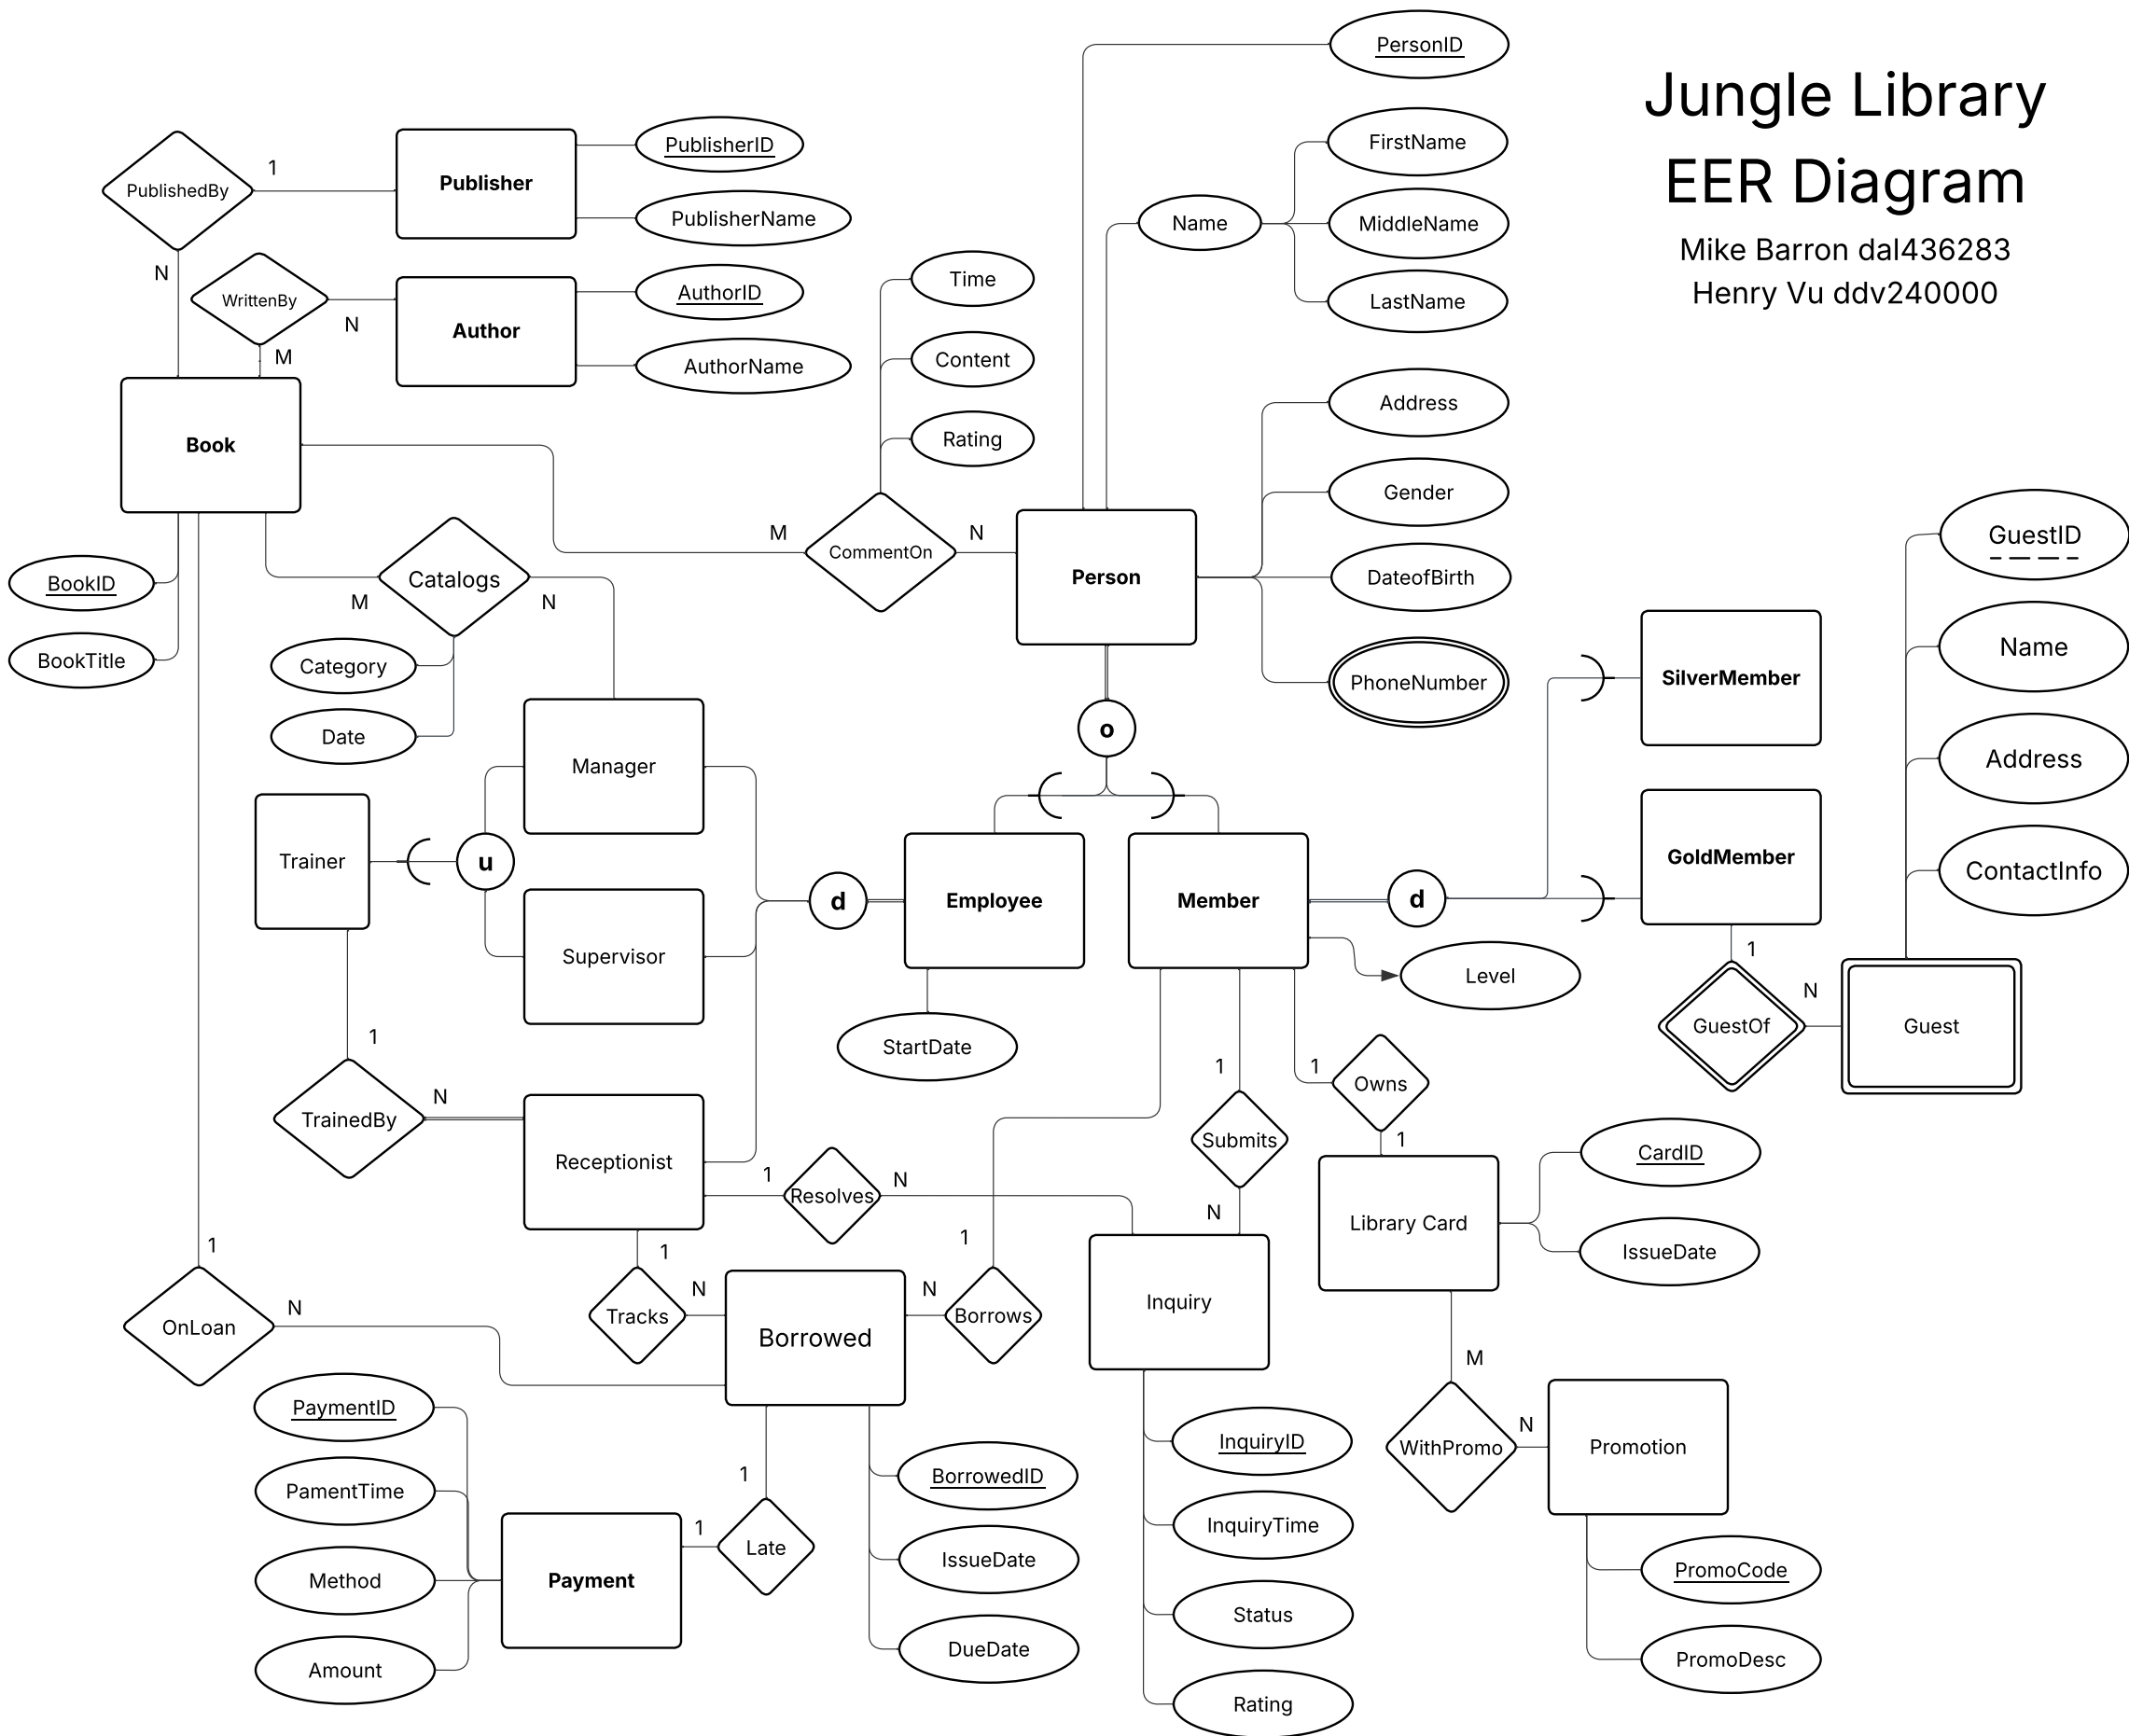 PersonID
Jungle Library
EER Diagram
Mike Barron dal436283
Henry Vu ddv240000
PublishedBy
1
N
Publisher
PublisherID
PublisherName
WrittenBy
N
M
Author
AuthorID
AuthorName
Name
FirstName
MiddleName
LastName
Time
Content
Rating
Book
BookID
BookTitle
M
CommentOn
N
Person
Address
Gender
DateofBirth
PhoneNumber
Catalogs
M
N
Category
Date
Manager
Trainer
u
Supervisor
d
o
Employee
StartDate
Member
d
Level
SilverMember
GoldMember
GuestID
Name
Address
ContactInfo
1
GuestOf
N
Guest
1
TrainedBy
N
Receptionist
1
Resolves
N
1
Submits
N
1
Owns
1
Library Card
CardID
IssueDate
1
OnLoan
N
1
Tracks
N
Borrowed
N
Borrows
1
Inquiry
M
WithPromo
N
Promotion
PromoCode
PromoDesc
PaymentID
PamentTime
Method
Amount
Payment
1
Late
1
BorrowedID
IssueDate
DueDate
InquiryID
InquiryTime
Status
Rating